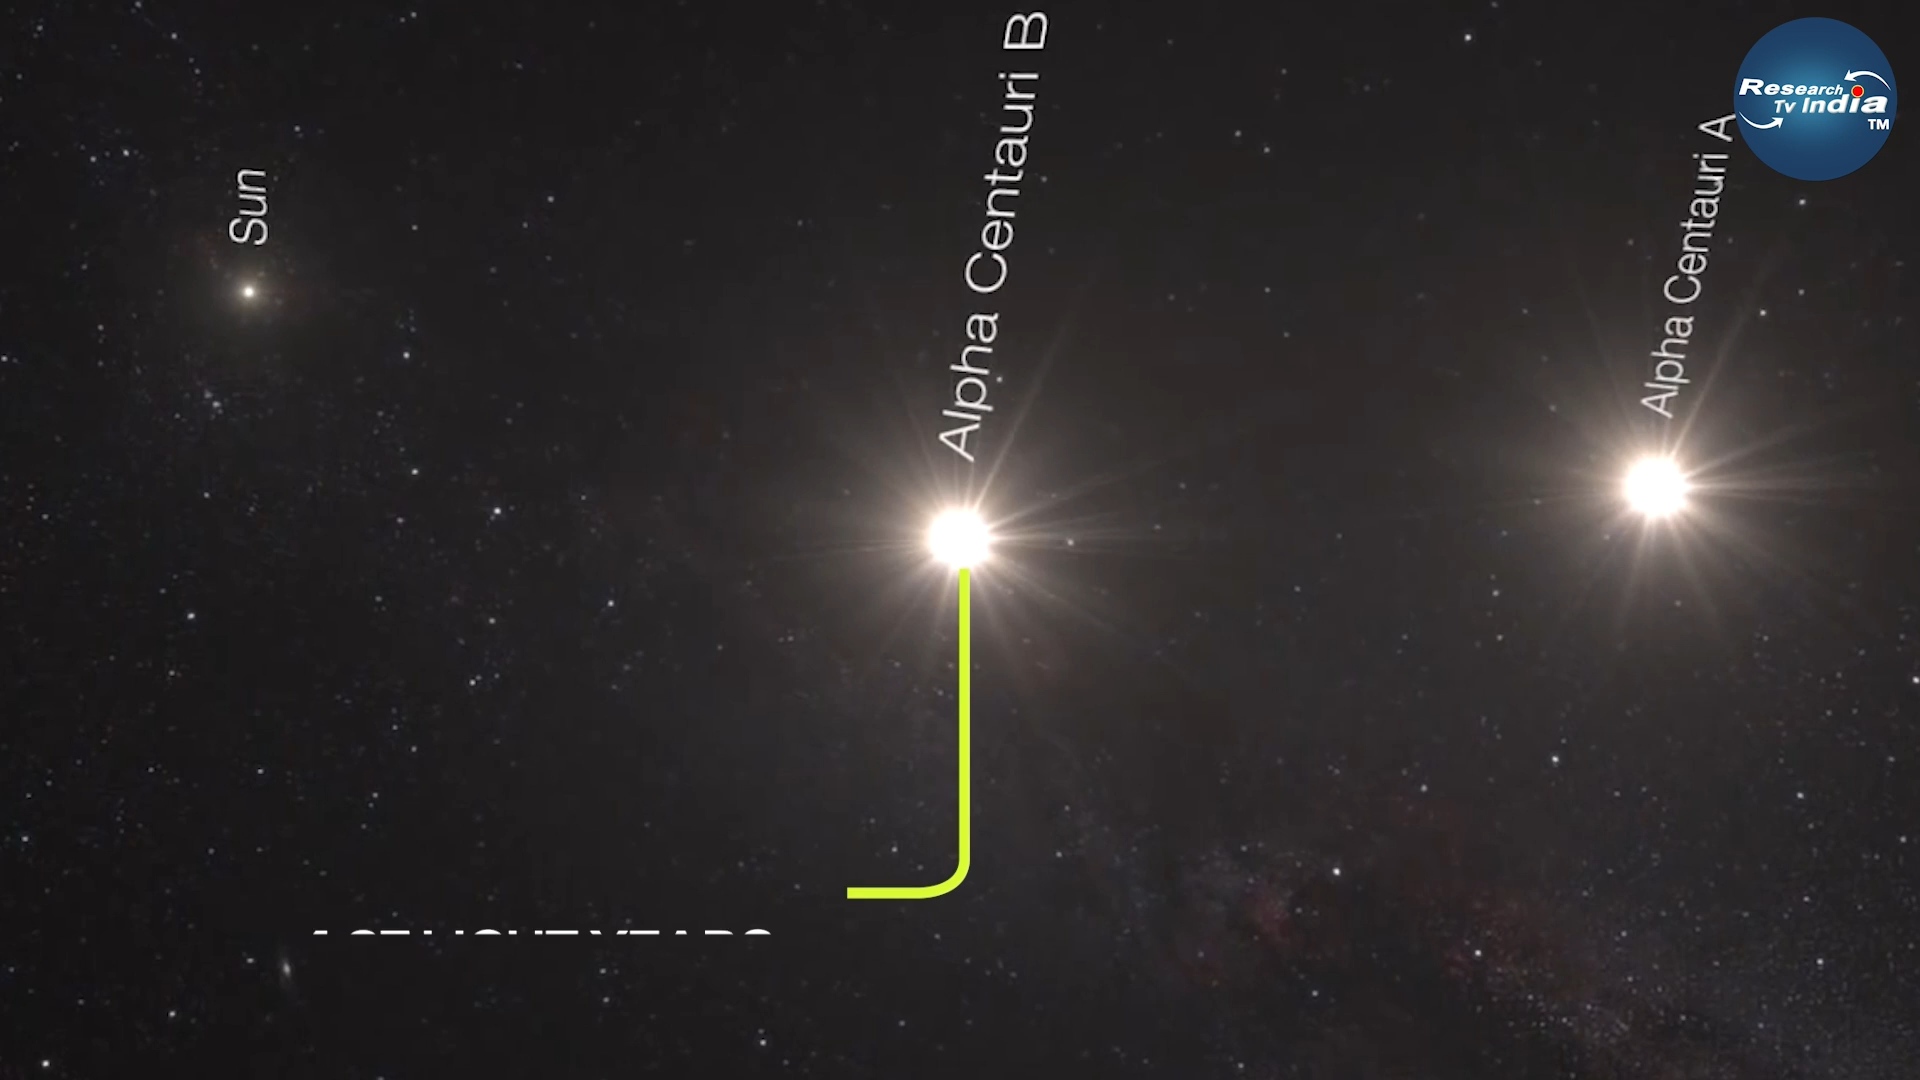 Sun
Alpha Centauri B
Alpha Centauri A
Research
Tv India
TM